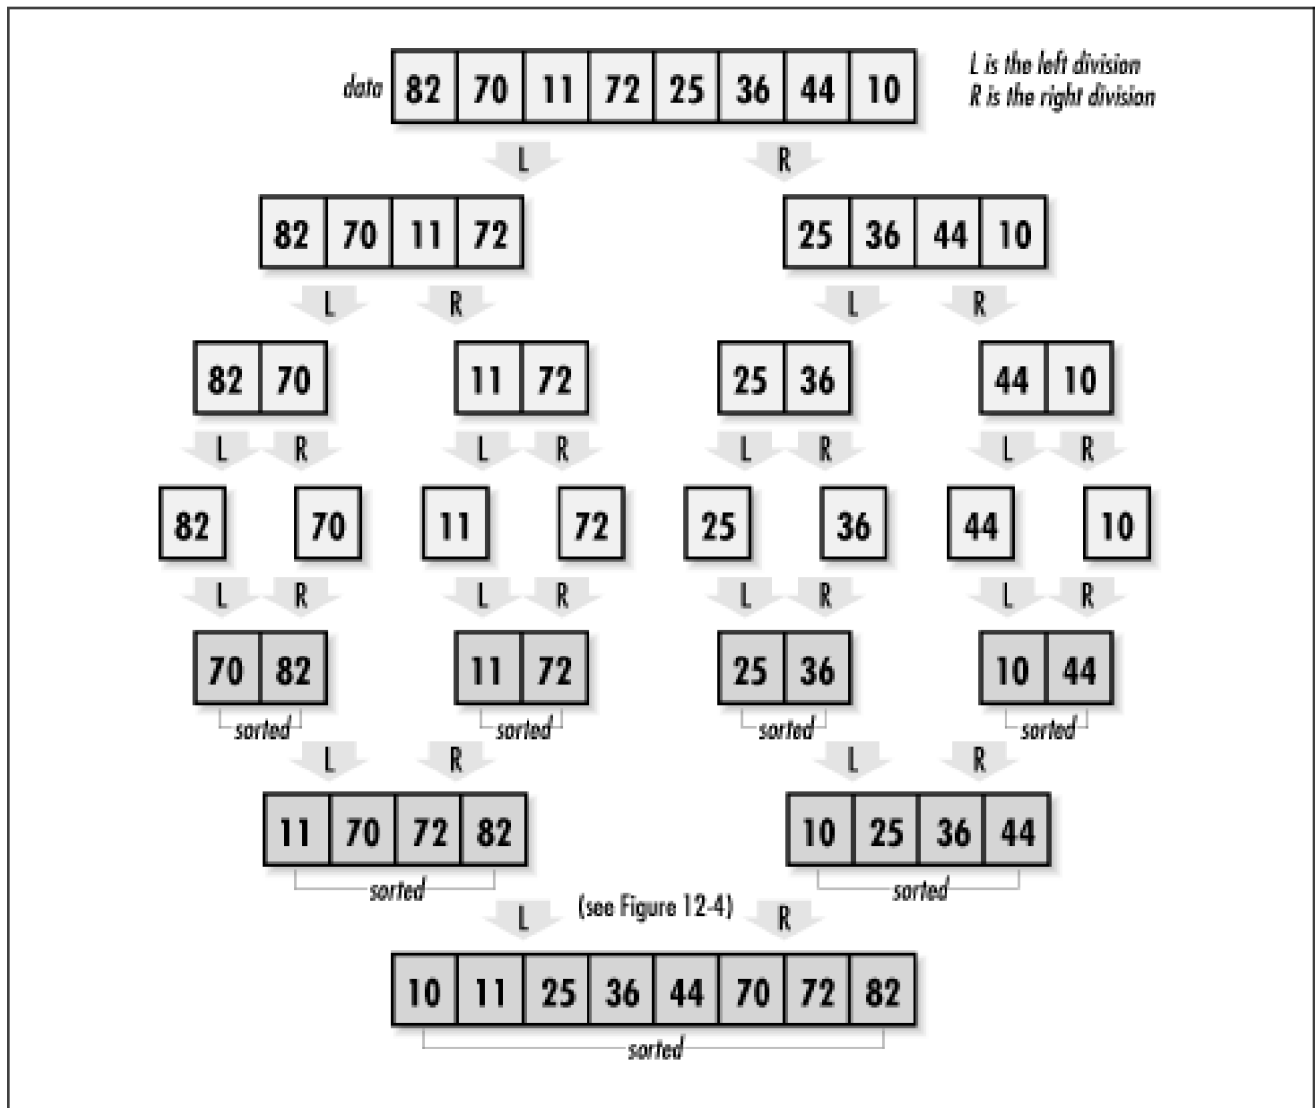 data 82 70 11 72 25 36 44 10
L is the left division
R is the right division
L R
82 70 11 72 25 36 44 10
L R L R
82 70 11 72 25 36 44 10
L R L R L R L R
82 70 11 72 25 36 44 10
L R L R L R L R
70 82 11 72 25 36 10 44
sorted sorted sorted sorted
L R L R
11 70 72 82 10 25 36 44
sorted sorted
L (see Figure 12-4) R
10 11 25 36 44 70 72 82
sorted